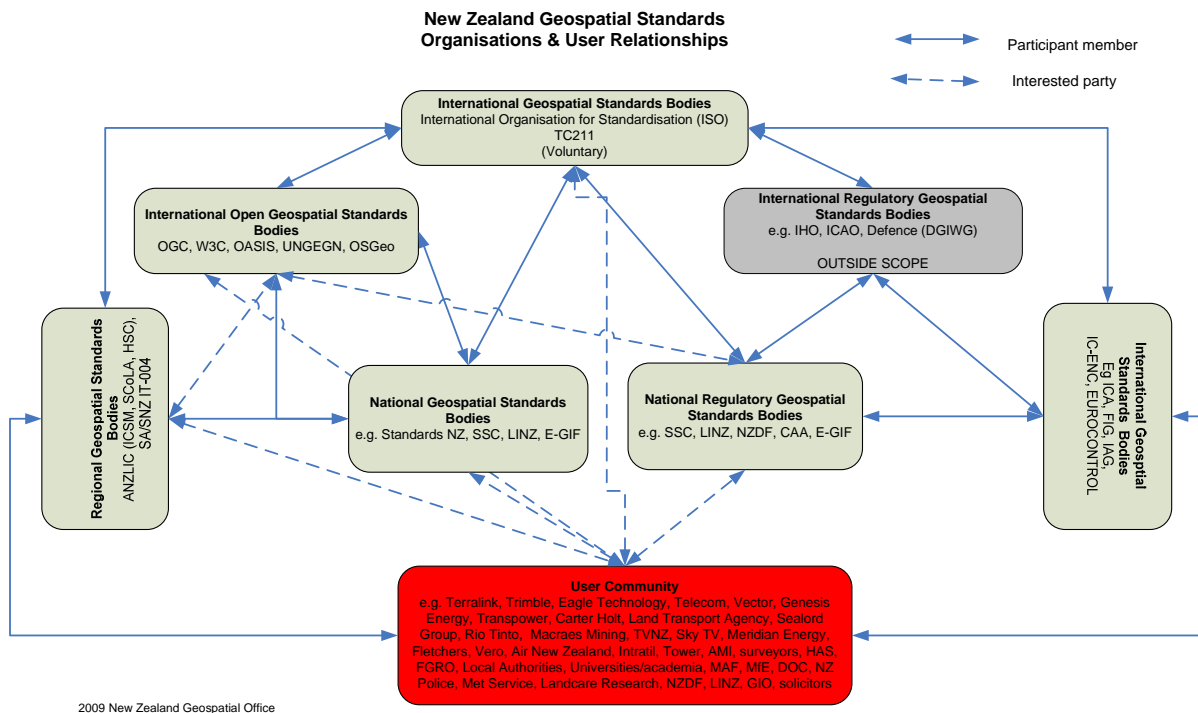 New Zealand Geospatial Standards
Organisations & User Relationships
Participant member
Interested party
International Geospatial Standards Bodies
International Organisation for Standardisation (ISO)
TC211
(Voluntary)
International Open Geospatial Standards
Bodies
OGC, W3C, OASIS, UNGEGN, OSGeo
International Regulatory Geospatial
Standards Bodies
e.g. IHO, ICAO, Defence (DGIWG)
OUTSIDE SCOPE
Regional Geospatial Standards
Bodies
ANZLIC (ICSM, SCoLA, HSC),
SA/SNZ IT-004
National Geospatial Standards
Bodies
e.g. Standards NZ, SSC, LINZ, E-GIF
National Regulatory Geospatial
Standards Bodies
e.g. SSC, LINZ, NZDF, CAA, E-GIF
International Geosptial
Standards Bodies
Eg ICA, FIG, IAG,
IC-ENC, EUROCONTROL
User Community
e.g. Terralink, Trimble, Eagle Technology, Telecom, Vector, Genesis
Energy, Transpower, Carter Holt, Land Transport Agency, Sealord
Group, Rio Tinto, Macraes Mining, TVNZ, Sky TV, Meridian Energy,
Fletchers, Vero, Air New Zealand, Intratil, Tower, AMI, surveyors, HAS,
FGRO, Local Authorities, Universities/academia, MAF, MfE, DOC, NZ
Police, Met Service, Landcare Research, NZDF, LINZ, GIO, solicitors
2009 New Zealand Geospatial Office